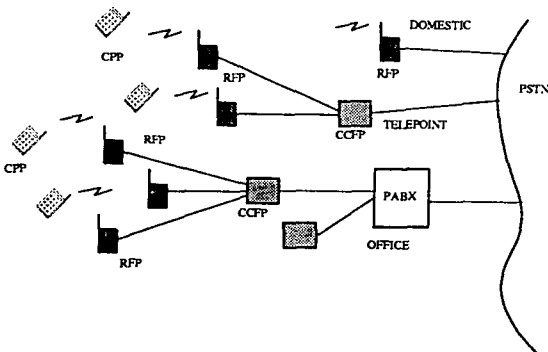 DOMESTIC
CPP
RFP
RFP
PSTN
CCFP
TELEPOINT
RFP
CPP
CCFP
PABX
OFFICE
RFP